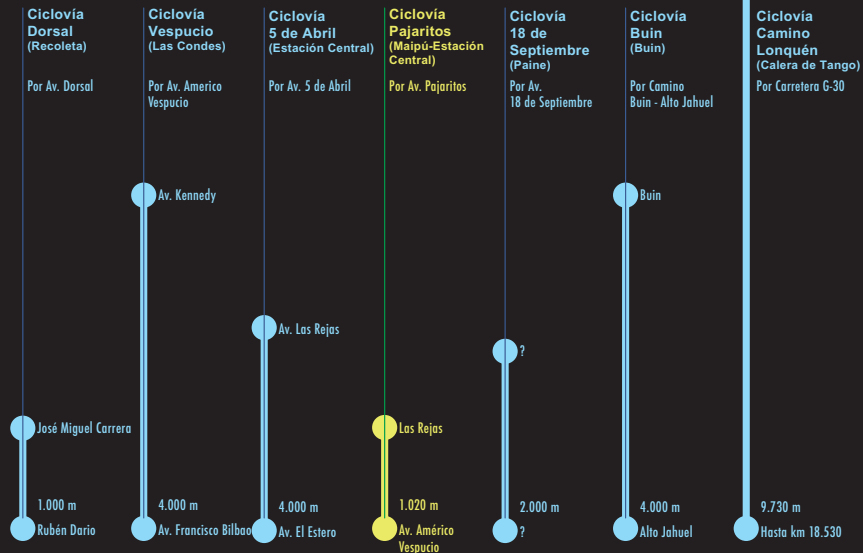 Ciclovía
Dorsal
(Recoleta)
Por Av. Dorsal
José Miguel Carrera
1.000 m
Rubén Dario
Ciclovía
Vespucio
(Las Condes)
Por Av. Americo
Vespucio
Av. Kennedy
4.000 m
Av. Francisco Bilbao
Ciclovía
5 de Abril
(Estación Central)
Por Av. 5 de Abril
Av. Las Rejas
4.000 m
Av. El Estero
Ciclovía
Pajaritos
(Maipú-Estación
Central)
Por Av. Pajaritos
Las Rejas
1.020 m
Av. Américo
Vespucio
Ciclovía
18 de
Septiembre
(Paine)
Por Av.
18 de Septiembre
?
2.000 m
?
Ciclovía
Buin
(Buin)
Por Camino
Buin - Alto Jahuel
Buin
4.000 m
Alto Jahuel
Ciclovía
Camino
Lonquén
(Calera de Tango)
Por Carretera G-30
9.730 m
Hasta km 18.530